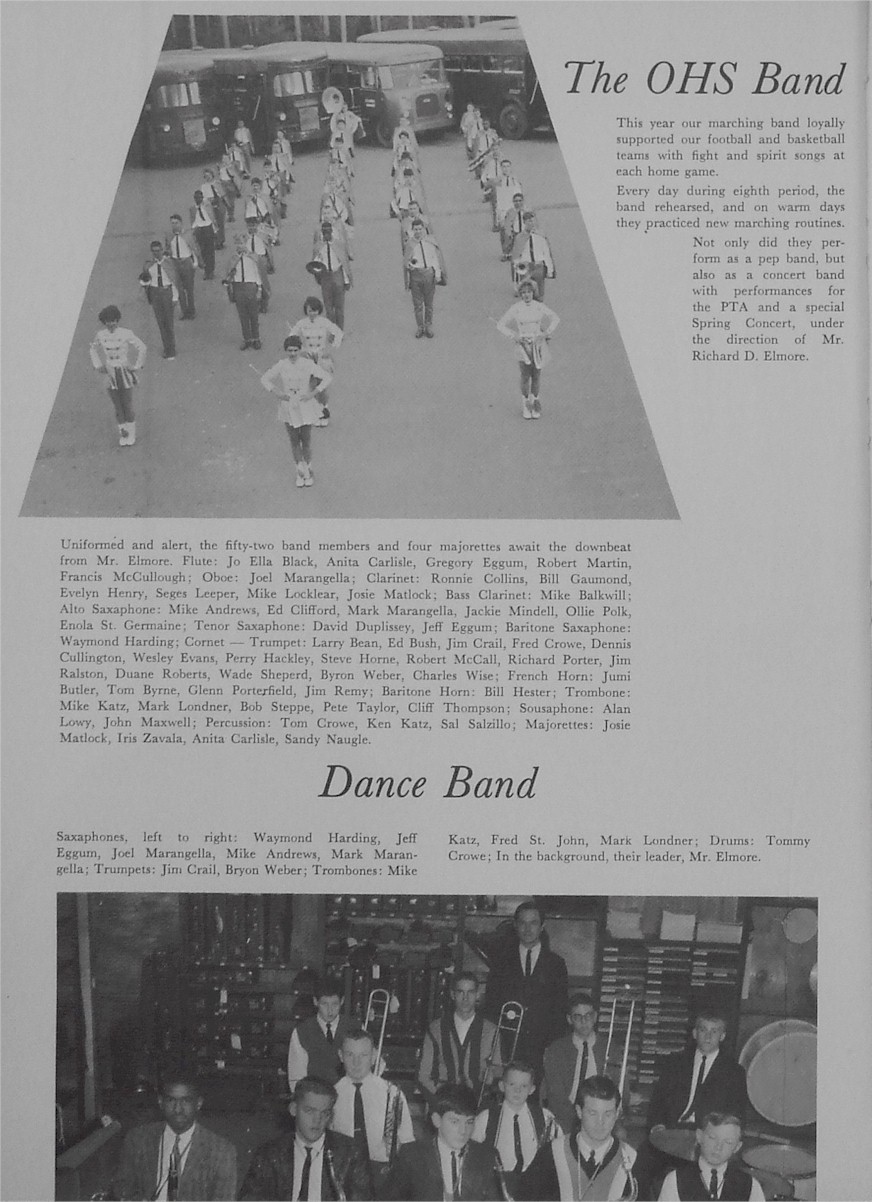 The OHS Band
This year our marching band loyally
supported our football and basketball
teams with fight and spirit songs at
each home game.
Every day during eighth period, the
band rehearsed, and on warm days
they practiced new marching routines.
Not only did they per-
form as a pep band, but
also as a concert band
with performances for
the PTA and a special
Spring Concert, under
the direction of Mr.
Richard D. Elmore.
Uniformed and alert, the fifty-two band members and four majorettes await the downbeat
from Mr. Elmore. Flute: Jo Ella Black, Anita Carlisle, Gregory Eggum, Robert Martin,
Francis McCullough; Oboe: Joel Marangella; Clarinet: Ronnie Collins, Bill Gaumond,
Evelyn Henry, Seges Leeper, Mike Locklear, Josie Matlock; Bass Clarinet: Mike Balkwill;
Alto Saxaphone: Mike Andrews, Ed Clifford, Mark Marangella, Jackie Mindell, Ollie Polk,
Enola St. Germaine; Tenor Saxaphone: David Duplissey, Jeff Eggum; Baritone Saxaphone:
Waymond Harding; Cornet — Trumpet: Larry Bean, Ed Bush, Jim Crail, Fred Crowe, Dennis
Cullington, Wesley Evans, Perry Hackley, Steve Horne, Robert McCall, Richard Porter, Jim
Ralston, Duane Roberts, Wade Sheperd, Byron Weber, Charles Wise; French Horn: Jumi
Butler, Tom Byrne, Glenn Porterfield, Jim Remy; Baritone Horn: Bill Hester; Trombone:
Mike Katz, Mark Londner, Bob Steppe, Pete Taylor, Cliff Thompson; Sousaphone: Alan
Lowy, John Maxwell; Percussion: Tom Crowe, Ken Katz, Sal Salzillo; Majorettes: Josie
Matlock, Iris Zavala, Anita Carlisle, Sandy Naugle.
Dance Band
Saxaphones, left to right: Waymond Harding, Jeff
Eggum, Joel Marangella, Mike Andrews, Mark Maran-
gella; Trumpets: Jim Crail, Bryon Weber; Trombones: Mike
Katz, Fred St. John, Mark Londner; Drums: Tommy
Crowe; In the background, their leader, Mr. Elmore.